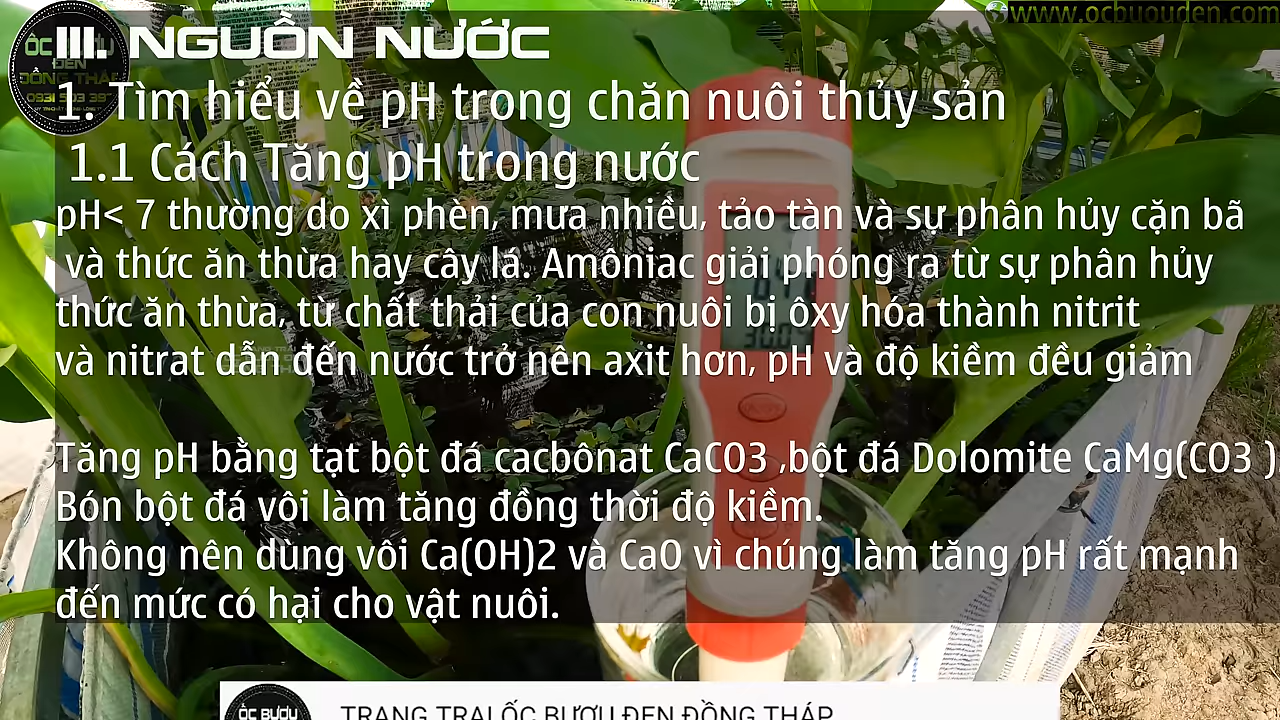 www.ocbuouden.com
III. NGUỒN NƯỚC
ỐC BƯƠU
ĐEN
ĐỒNG THÁP
1. Tìm hiểu về pH trong chăn nuôi thủy sản
1.1 Cách Tăng pH trong nước
pH< 7 thường do xì phèn, mưa nhiều, tảo tàn và sự phân hủy cặn bã
và thức ăn thừa hay cây lá. Amôniac giải phóng ra từ sự phân hủy
thức ăn thừa, từ chất thải của con nuôi bị ôxy hóa thành nitrit
và nitrat dẫn đến nước trở nên axit hơn, pH và độ kiềm đều giảm
Tăng pH bằng tạt bột đá cacbônat CaCO3 ,bột đá Dolomite CaMg(CO3 )
Bón bột đá vôi làm tăng đồng thời độ kiềm.
Không nên dùng vôi Ca(OH)2 và CaO vì chúng làm tăng pH rất mạnh
đến mức có hại cho vật nuôi.
ỐC BƯƠU
TRANG TRẠI ỐC BƯƠU ĐEN ĐỒNG THÁP